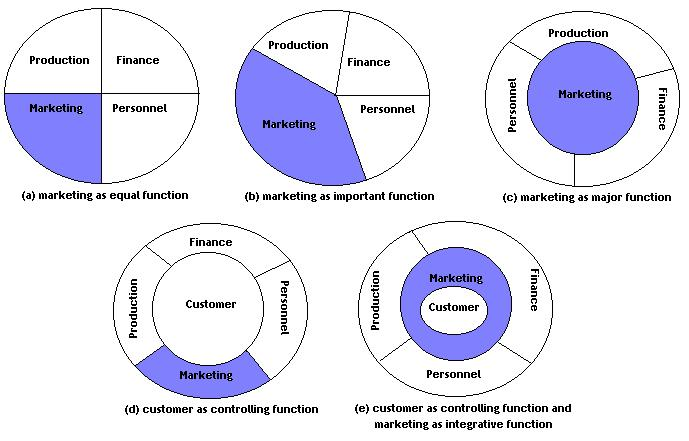 Production
Finance
Marketing
Personnel
(a) marketing as equal function
Production
Finance
Marketing
Personnel
(b) marketing as important function
Production
Personnel
Marketing
Finance
(c) marketing as major function
Finance
Production
Customer
Personnel
Marketing
(d) customer as controlling function
Production
Marketing
Customer
Finance
Personnel
(e) customer as controlling function and
marketing as integrative function